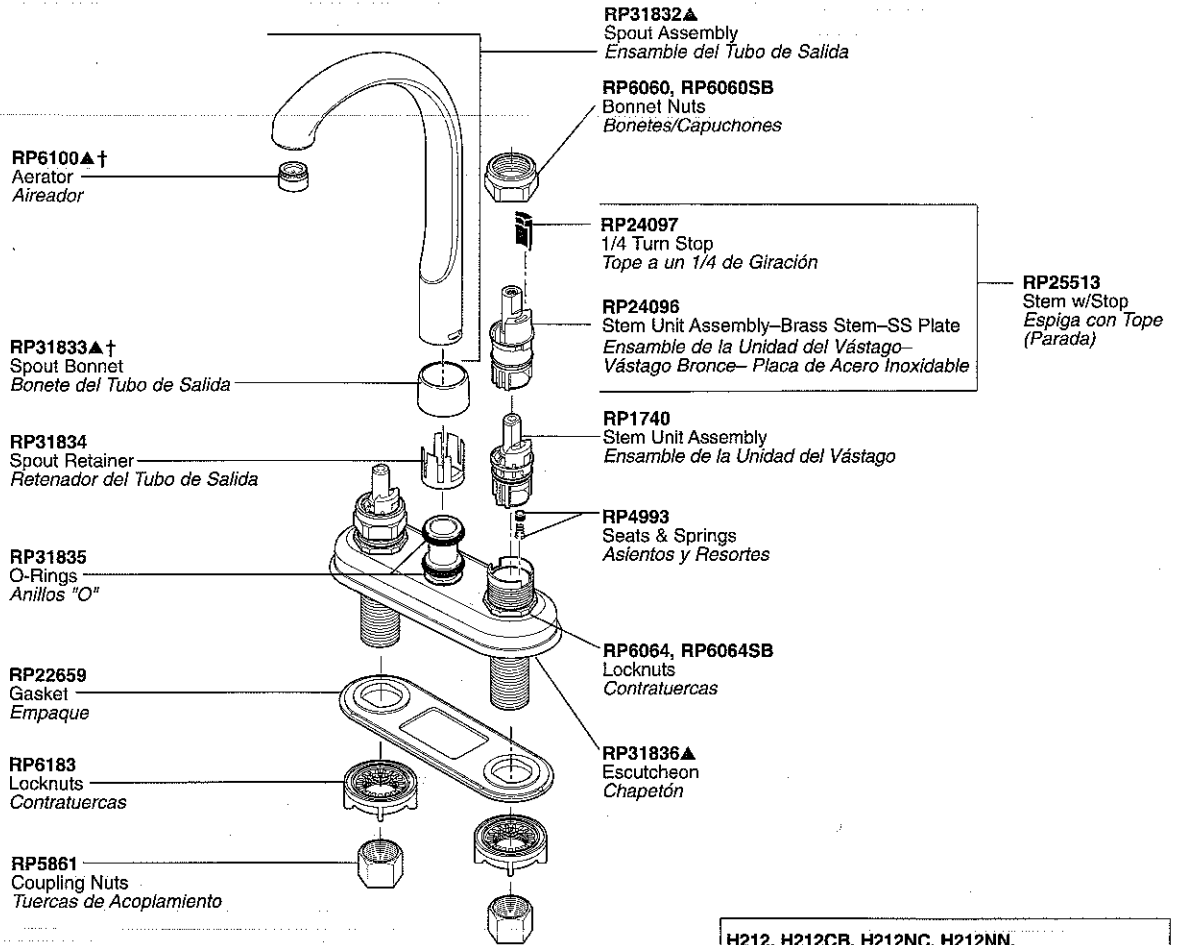 RP31832▲
Spout Assembly
Ensamble del Tubo de Salida
RP6060, RP6060SB
Bonnet Nuts
Bonetes/Capuchones
RP6100▲†
Aerator
Aireador
RP24097
1/4 Turn Stop
Tope a un 1/4 de Giración
RP25513
Stem w/Stop
Espiga con Tope
(Parada)
RP24096
Stem Unit Assembly–Brass Stem–SS Plate
Ensamble de la Unidad del Vástago–
Vástago Bronce– Placa de Acero Inoxidable
RP31833▲†
Spout Bonnet
Bonete del Tubo de Salida
RP1740
Stem Unit Assembly
Ensamble de la Unidad del Vástago
RP31834
Spout Retainer
Retenador del Tubo de Salida
RP4993
Seats & Springs
Asientos y Resortes
RP31835
O-Rings
Anillos "O"
RP6064, RP6064SB
Locknuts
Contratuercas
RP22659
Gasket
Empaque
RP31836▲
Escutcheon
Chapetón
RP6183
Locknuts
Contratuercas
RP5861
Coupling Nuts
Tuercas de Acoplamiento
H212, H212CB, H212NC, H212NN,